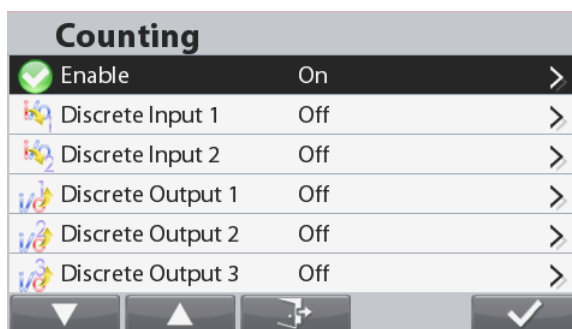 Counting
Enable On
Discrete Input 1 Off
Discrete Input 2 Off
Discrete Output 1 Off
Discrete Output 2 Off
Discrete Output 3 Off